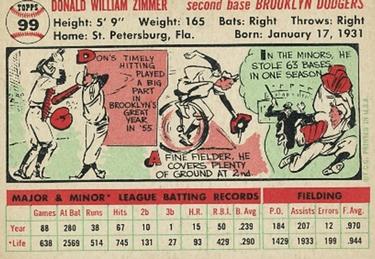 TOPPS
99
DONALD WILLIAM ZIMMER second base BROOKLYN DODGERS
Height: 5' 9" Weight: 165 Bats: Right Throws: Right
Home: St. Petersburg, Fla. Born: January 17, 1931
DON'S TIMELY
HITTING
PLAYED A
BIG PART
IN
BROOKLYN'S
GREAT
YEAR
IN '55.
A FINE FIELDER, HE
COVERS PLENTY
OF GROUND AT 2nd
IN THE MINORS, HE
STOLE 63 BASES
IN ONE SEASON
PRINTED IN U.S.A.
MAJOR & MINOR* LEAGUE BATTING RECORDS FIELDING
Games At Bat Runs Hits 2b 3b H.R. R.B.I. B. Avg P.O. Assists Errors F. Avg.
Year 88 280 38 67 10 1 15 50 .239 184 207 12 .970
*Life 638 2569 514 745 131 27 93 429 .290 1429 1933 199 .944